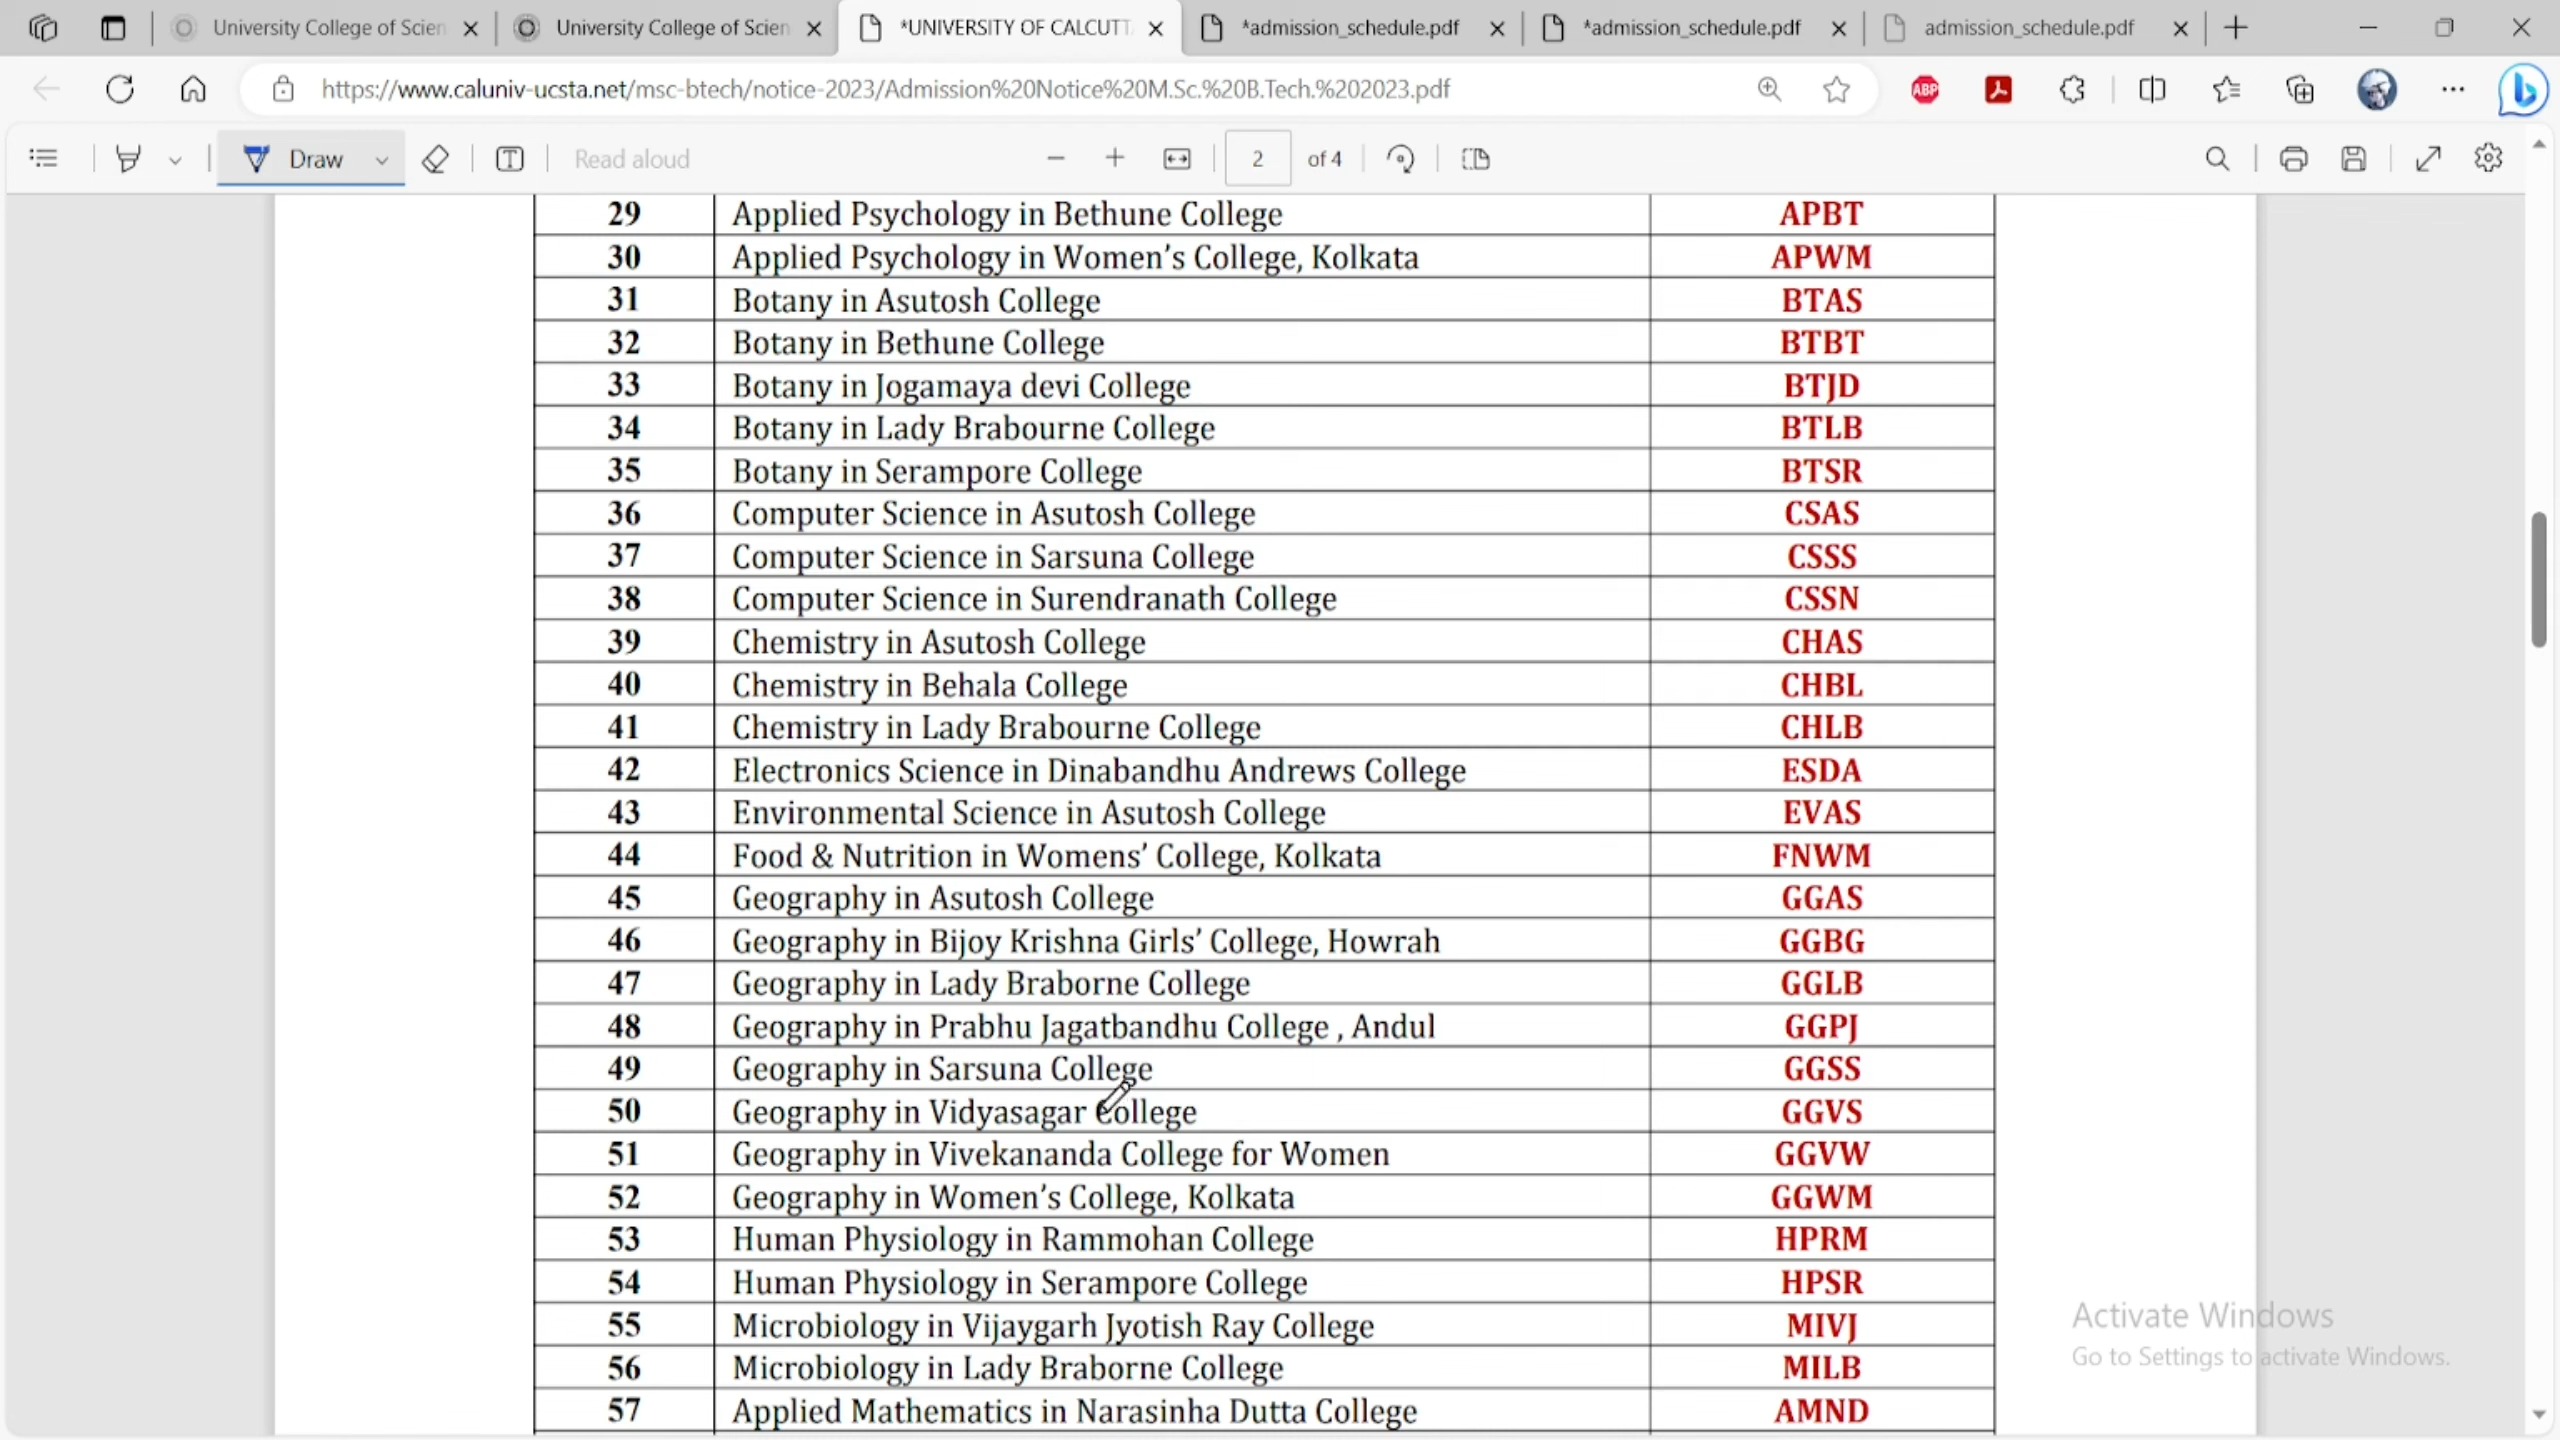 University College of Scien
University College of Scien
*UNIVERSITY OF CALCUTT
*admission_schedule.pdf
*admission_schedule.pdf
admission_schedule.pdf
https://www.caluniv-ucsta.net/msc-btech/notice-2023/Admission%20Notice%20M.Sc.%20B.Tech.%202023.pdf
ABP
Draw
Read aloud
2 of 4
29 Applied Psychology in Bethune College APBT
30 Applied Psychology in Women’s College, Kolkata APWM
31 Botany in Asutosh College BTAS
32 Botany in Bethune College BTBT
33 Botany in Jogamaya devi College BTJD
34 Botany in Lady Brabourne College BTLB
35 Botany in Serampore College BTSR
36 Computer Science in Asutosh College CSAS
37 Computer Science in Sarsuna College CSSS
38 Computer Science in Surendranath College CSSN
39 Chemistry in Asutosh College CHAS
40 Chemistry in Behala College CHBL
41 Chemistry in Lady Brabourne College CHLB
42 Electronics Science in Dinabandhu Andrews College ESDA
43 Environmental Science in Asutosh College EVAS
44 Food & Nutrition in Womens’ College, Kolkata FNWM
45 Geography in Asutosh College GGAS
46 Geography in Bijoy Krishna Girls’ College, Howrah GGBG
47 Geography in Lady Braborne College GGLB
48 Geography in Prabhu Jagatbandhu College , Andul GGPJ
49 Geography in Sarsuna College GGSS
50 Geography in Vidyasagar College GGVS
51 Geography in Vivekananda College for Women GGVW
52 Geography in Women’s College, Kolkata GGWM
53 Human Physiology in Rammohan College HPRM
54 Human Physiology in Serampore College HPSR
55 Microbiology in Vijaygarh Jyotish Ray College MIVJ
56 Microbiology in Lady Braborne College MILB
57 Applied Mathematics in Narasinha Dutta College AMND
Activate Windows
Go to Settings to activate Windows.